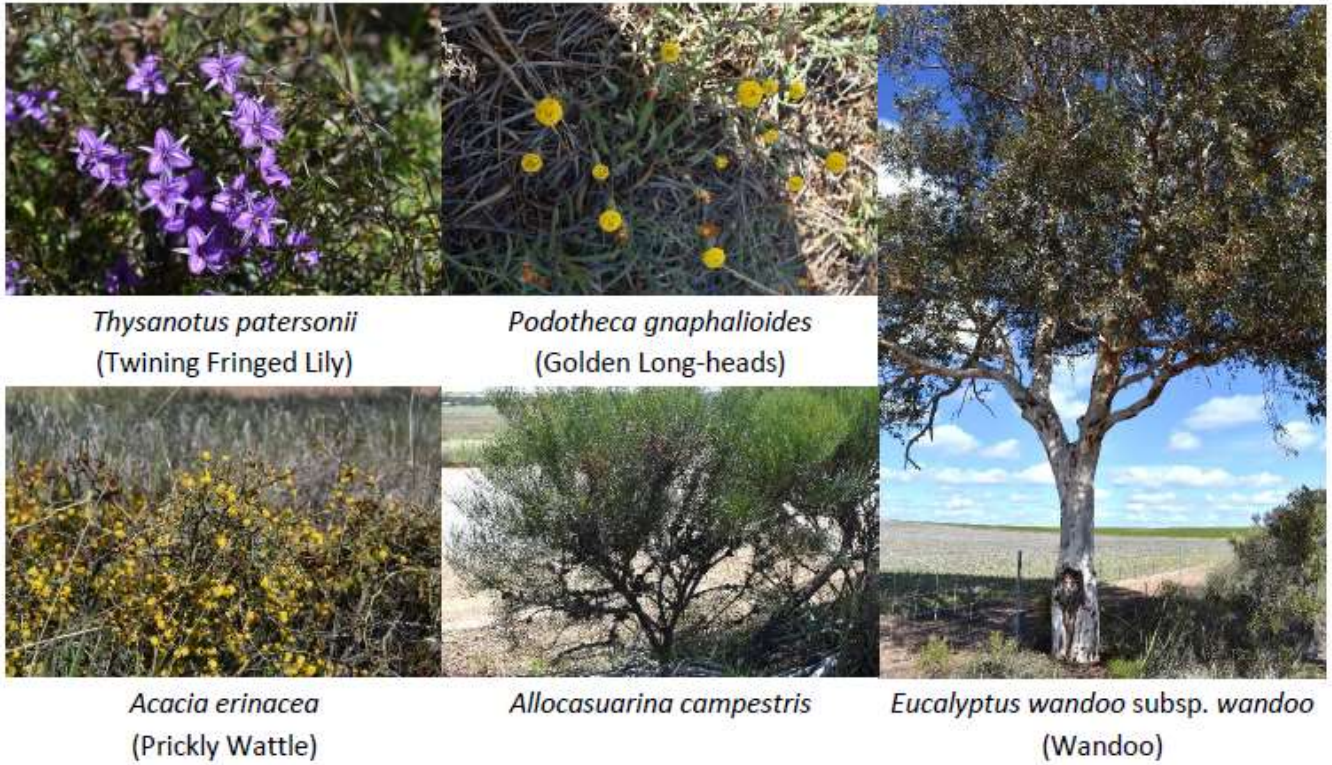 Thysanotus patersonii
(Twining Fringed Lily)
Podotheca gnaphalioides
(Golden Long-heads)
Acacia erinacea
(Prickly Wattle)
Allocasuarina campestris
Eucalyptus wandoo subsp. wandoo
(Wandoo)